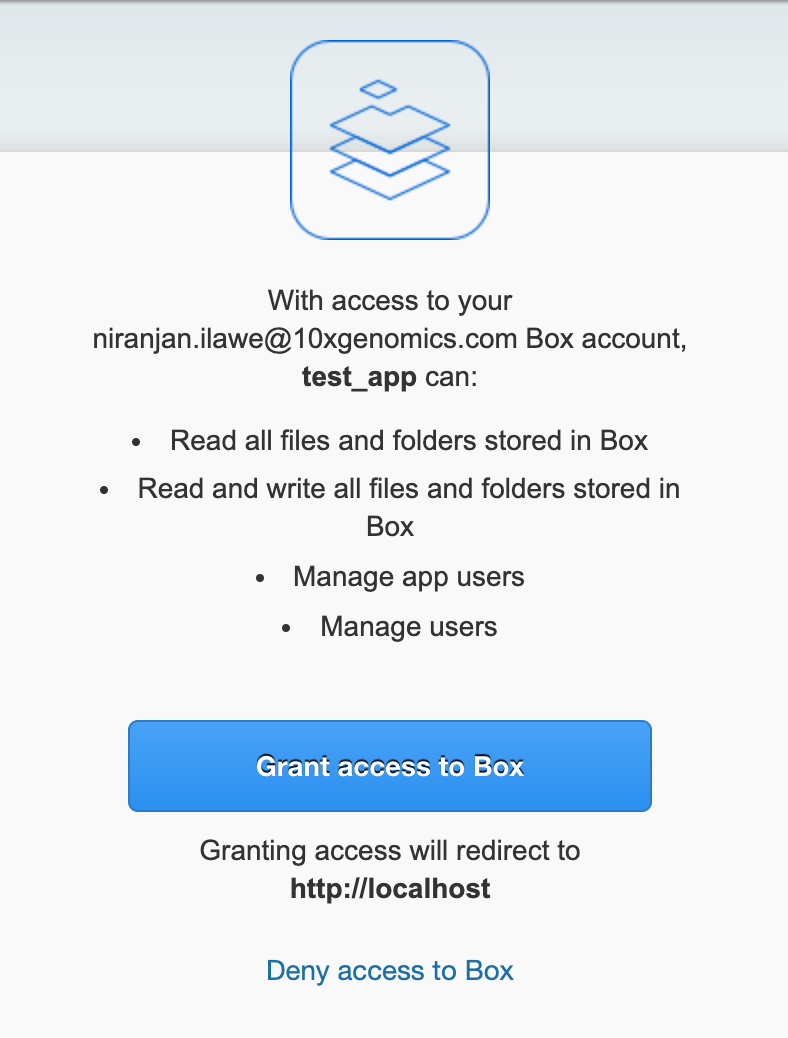 With access to your
niranjan.ilawe@10xgenomics.com Box account,
test_app can:
• Read all files and folders stored in Box
• Read and write all files and folders stored in
Box
• Manage app users
• Manage users
Grant access to Box
Granting access will redirect to
http://localhost
Deny access to Box